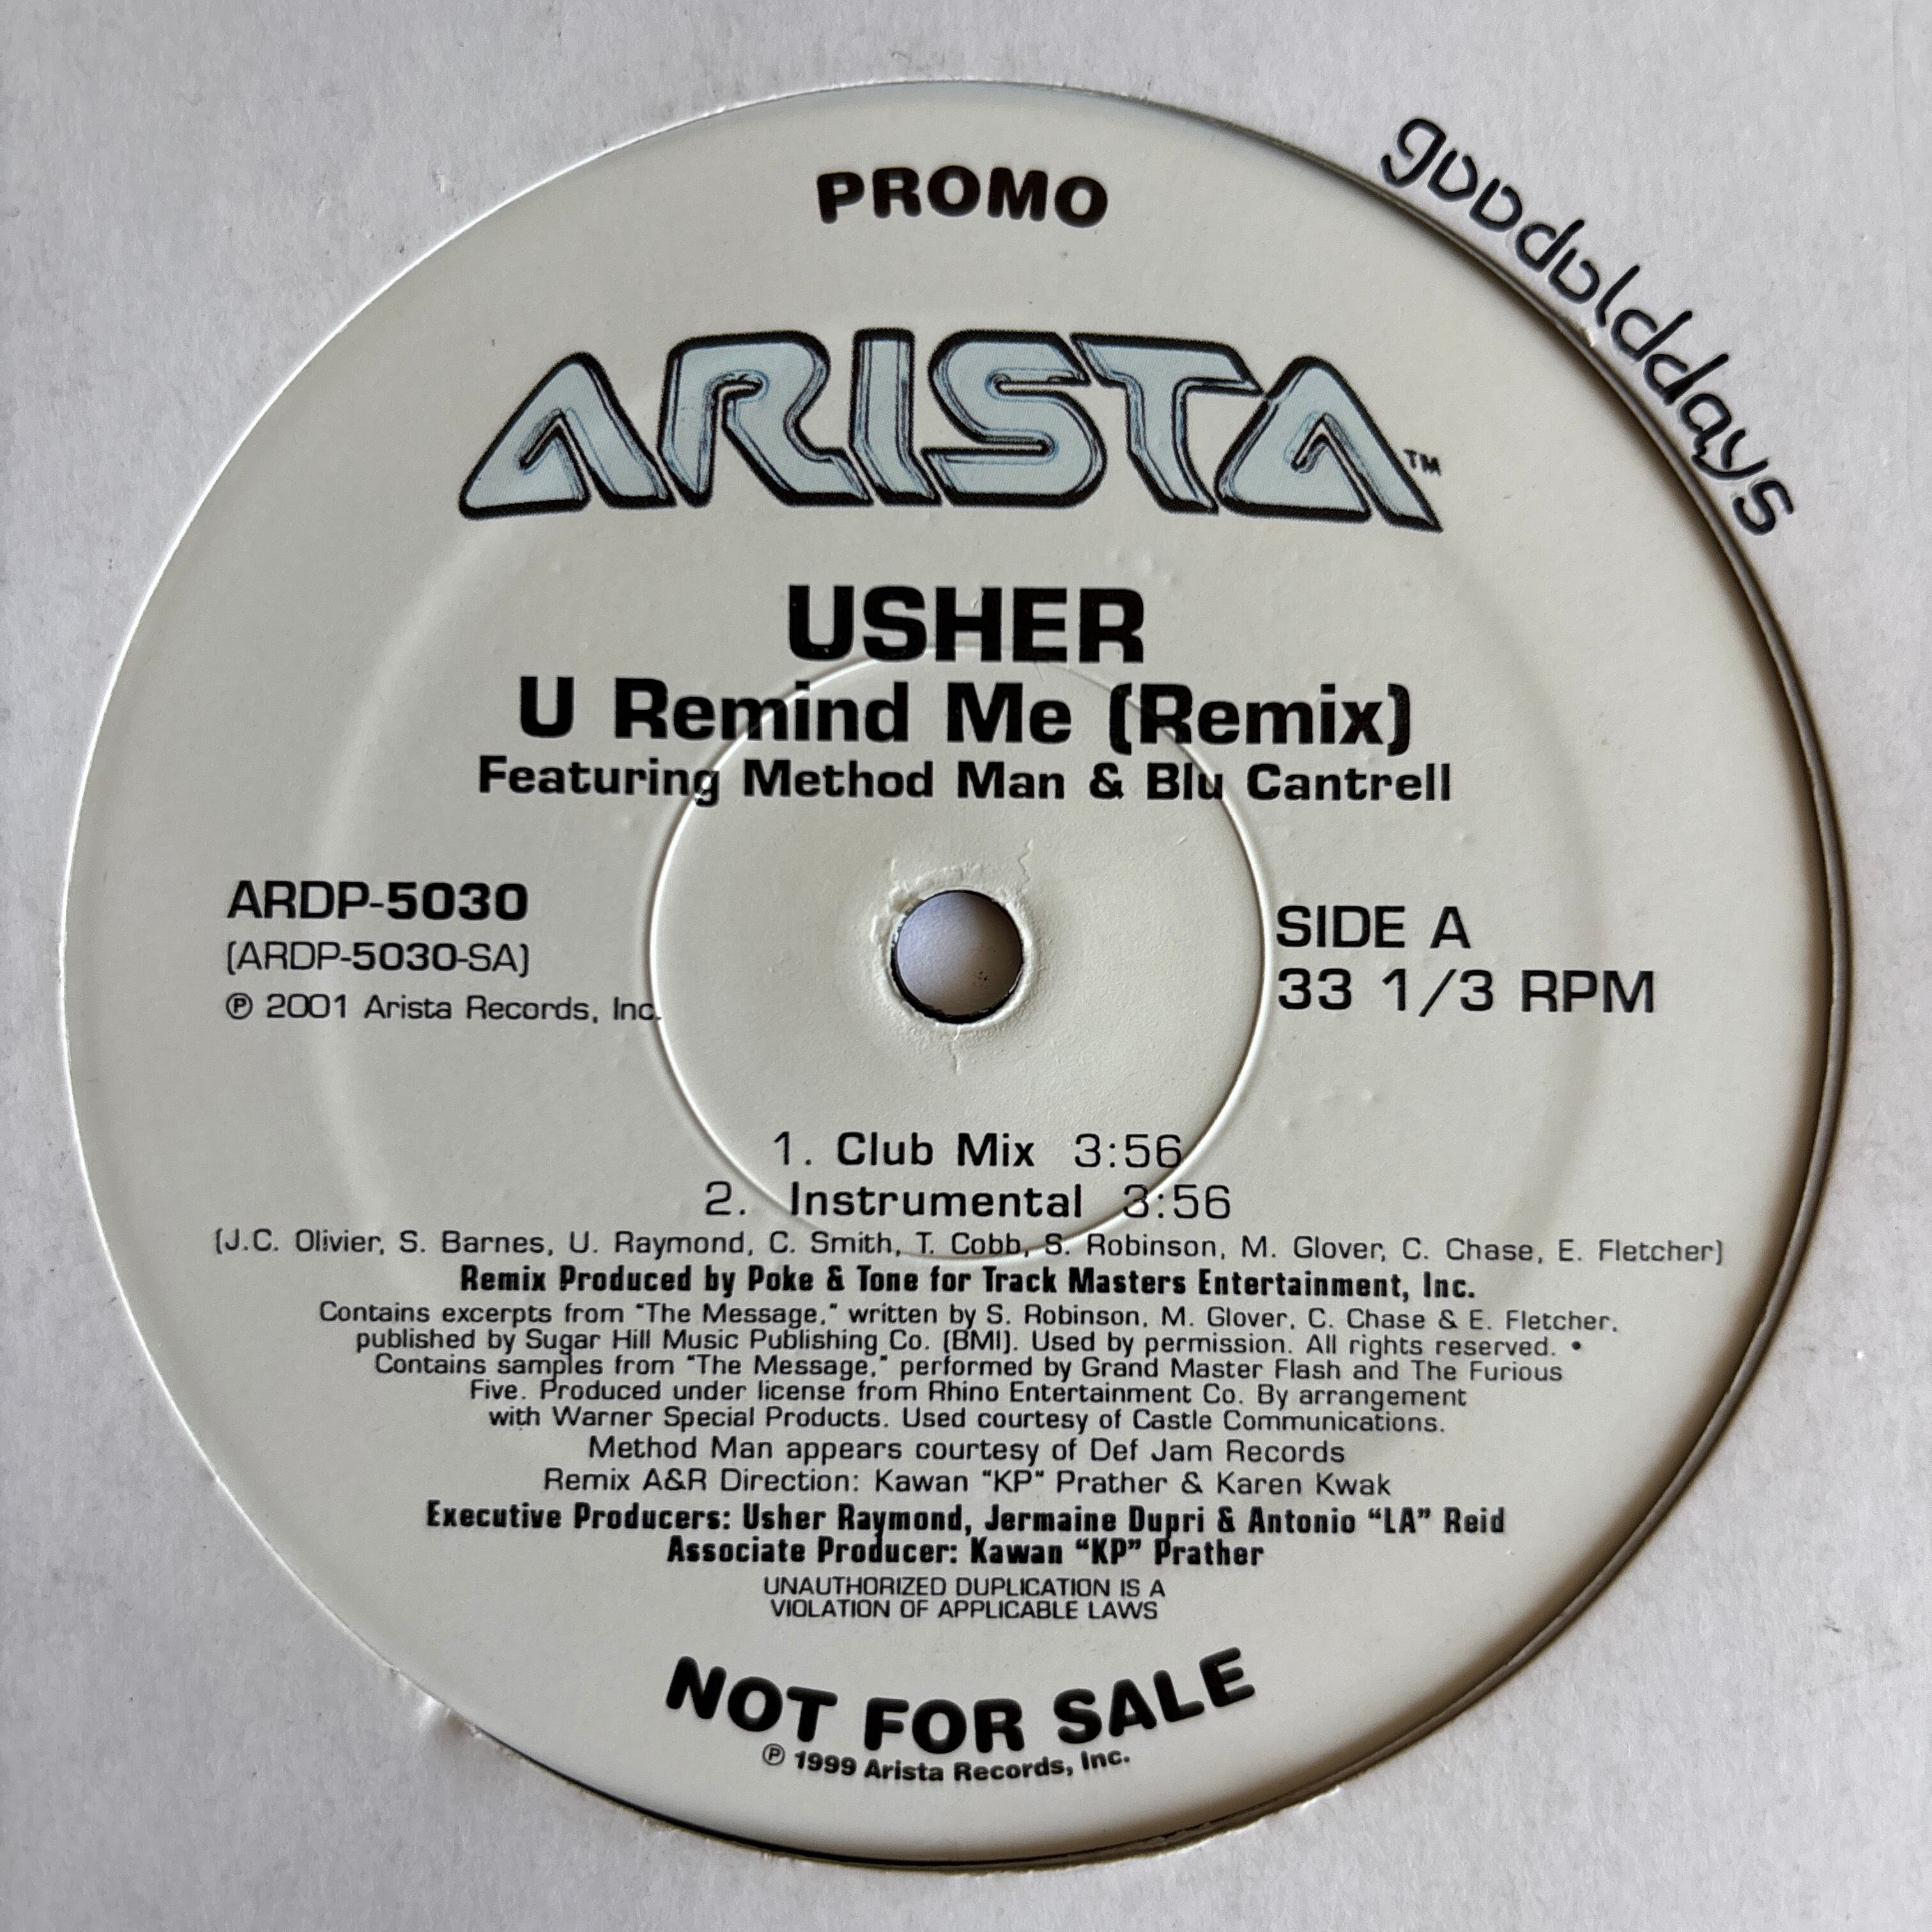 PROMO
gooddolddays
ARISTA™
USHER
U Remind Me (Remix)
Featuring Method Man & Blu Cantrell
ARDP-5030
(ARDP-5030-SA)
℗ 2001 Arista Records, Inc.
SIDE A
33 1/3 RPM
1. Club Mix 3:56
2. Instrumental 3:56
(J.C. Olivier, S. Barnes, U. Raymond, C. Smith, T. Cobb, S. Robinson, M. Glover, C. Chase, E. Fletcher)
Remix Produced by Poke & Tone for Track Masters Entertainment, Inc.
Contains excerpts from "The Message," written by S. Robinson, M. Glover, C. Chase & E. Fletcher,
published by Sugar Hill Music Publishing Co. (BMI). Used by permission. All rights reserved. •
Contains samples from "The Message," performed by Grand Master Flash and The Furious
Five. Produced under license from Rhino Entertainment Co. By arrangement
with Warner Special Products. Used courtesy of Castle Communications.
Method Man appears courtesy of Def Jam Records
Remix A&R Direction: Kawan "KP" Prather & Karen Kwak
Executive Producers: Usher Raymond, Jermaine Dupri & Antonio "LA" Reid
Associate Producer: Kawan "KP" Prather
UNAUTHORIZED DUPLICATION IS A
VIOLATION OF APPLICABLE LAWS
NOT FOR SALE
℗ 1999 Arista Records, Inc.